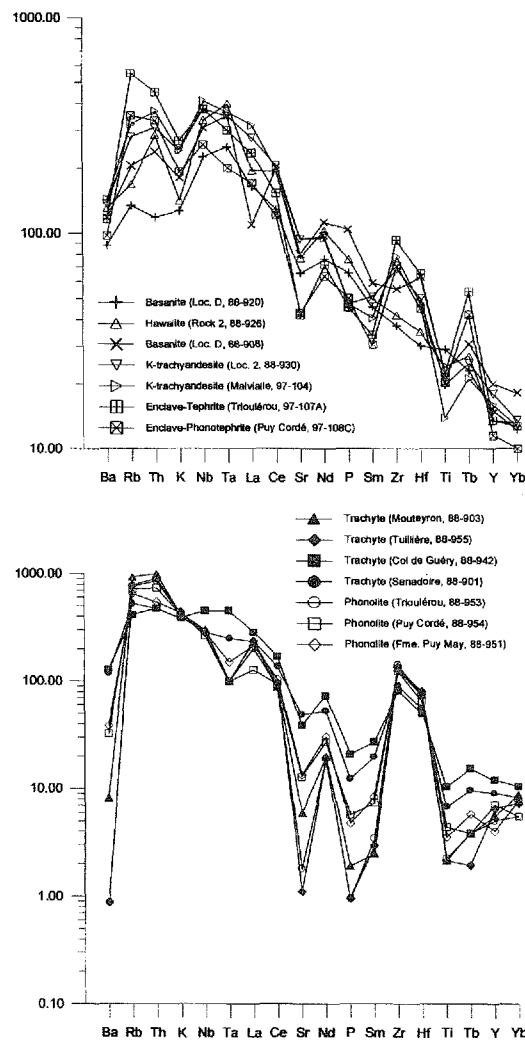 1000.00
100.00
Basanite (Loc. D, 88-920)
Hawaiite (Rock 2, 88-926)
Basanite (Loc. D, 88-908)
K-trachyandesite (Loc. 2, 88-930)
K-trachyandesite (Malvialle, 97-104)
Enclave-Tephrite (Trioulérou, 97-107A)
Enclave-Phonotephrite (Puy Cordé, 97-108C)
10.00
Ba Rb Th K Nb Ta La Ce Sr Nd P Sm Zr Hf Ti Tb Y Yb
Trachyte (Mouteyron, 88-903)
Trachyte (Tuilière, 88-955)
Trachyte (Col de Guéry, 88-942)
Trachyte (Sanadoire, 88-901)
Phonolite (Trioulérou, 88-953)
Phonolite (Puy Cordé, 88-954)
Phonolite (Fme. Puy May, 88-951)
1000.00
100.00
10.00
1.00
0.10
Ba Rb Th K Nb Ta La Ce Sr Nd P Sm Zr Hf Ti Tb Y Yb